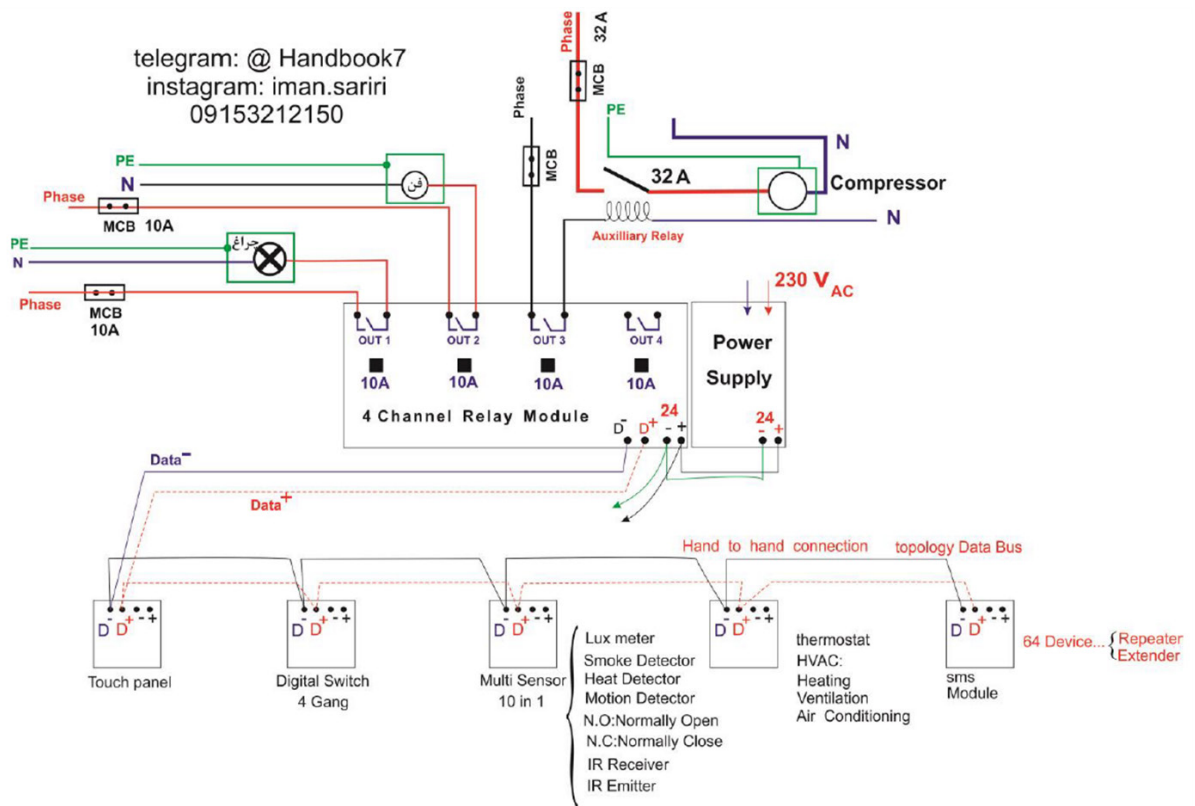 telegram: @ Handbook7
instagram: iman.sariri
09153212150
Phase
32 A
MCB
Phase
MCB
PE
N
32 A
Compressor
Auxilliary Relay
N
PE
N
فن
Phase
MCB 10A
PE
N
چراغ
Phase
MCB
10A
230 V AC
OUT 1
OUT 2
OUT 3
OUT 4
10A
10A
10A
10A
4 Channel Relay Module
24
D- D+ - +
Power
Supply
24
- +
Data-
Data+
Hand to hand connection topology Data Bus
D- D+ - +
D- D+ - +
D- D+ - +
D- D+ - +
D- D+ - +
Touch panel
Digital Switch
4 Gang
Multi Sensor
10 in 1
Lux meter
Smoke Detector
Heat Detector
Motion Detector
N.O:Normally Open
N.C:Normally Close
IR Receiver
IR Emitter
thermostat
HVAC:
Heating
Ventilation
Air Conditioning
sms
Module
64 Device...
Repeater
Extender